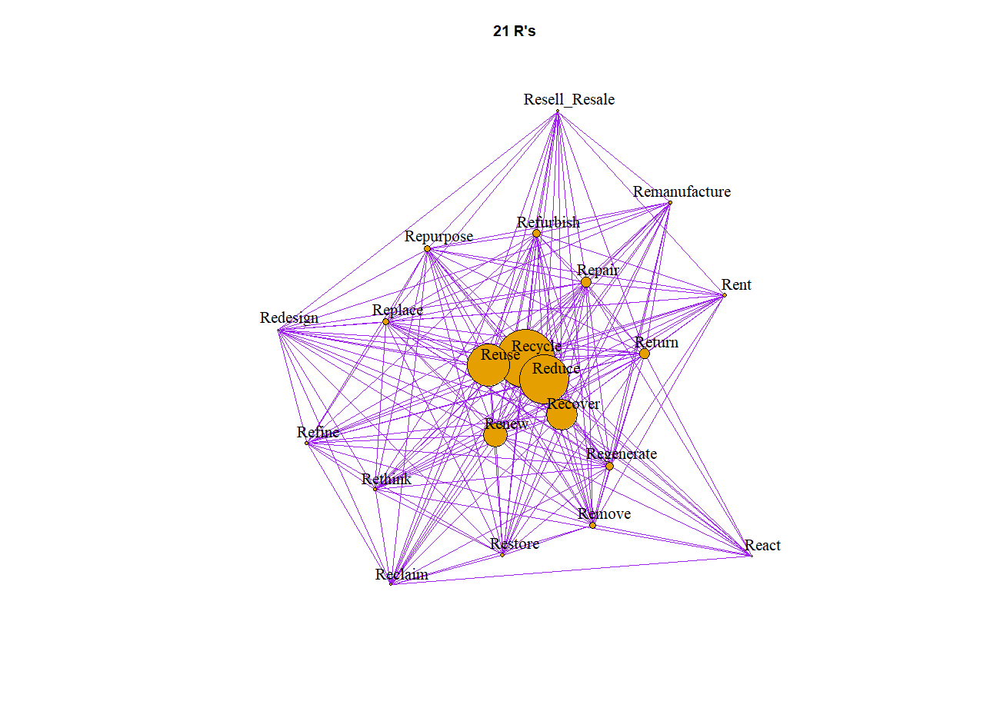 21 R's
Resell_Resale
Remanufacture
Refurbish
Repurpose
Repair
Rent
Replace
Redesign
Return
Recycle
Reuse
Reduce
Recover
Renew
Refine
Regenerate
Rethink
Remove
Restore
React
Reclaim